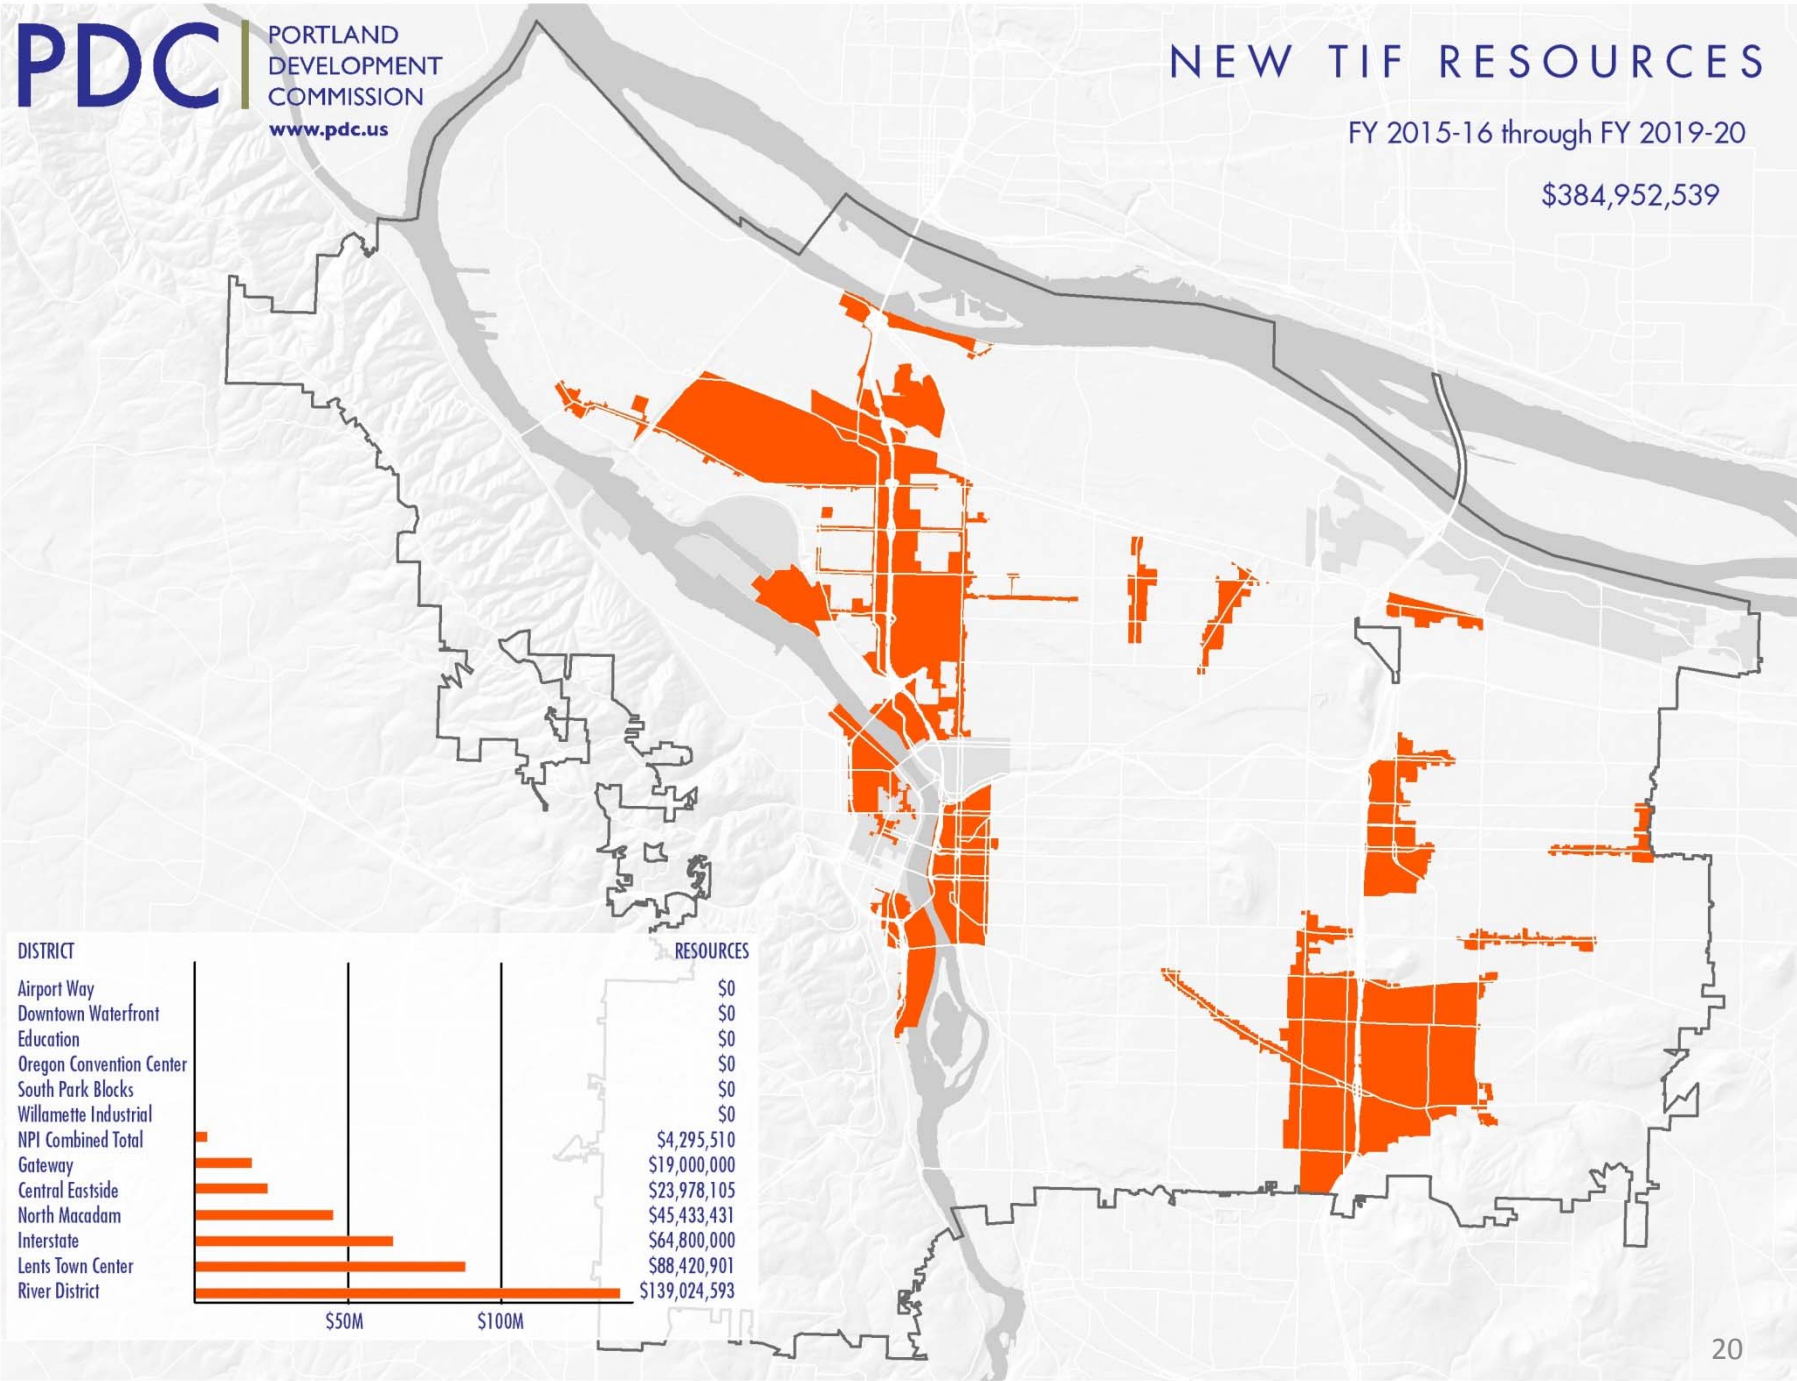 PDC
PORTLAND
DEVELOPMENT
COMMISSION
www.pdc.us
NEW TIF RESOURCES
FY 2015-16 through FY 2019-20
$384,952,539
DISTRICT RESOURCES
Airport Way $0
Downtown Waterfront $0
Education $0
Oregon Convention Center $0
South Park Blocks $0
Willamette Industrial $0
NPI Combined Total $4,295,510
Gateway $19,000,000
Central Eastside $23,978,105
North Macadam $45,433,431
Interstate $64,800,000
Lents Town Center $88,420,901
River District $139,024,593
$50M $100M
20